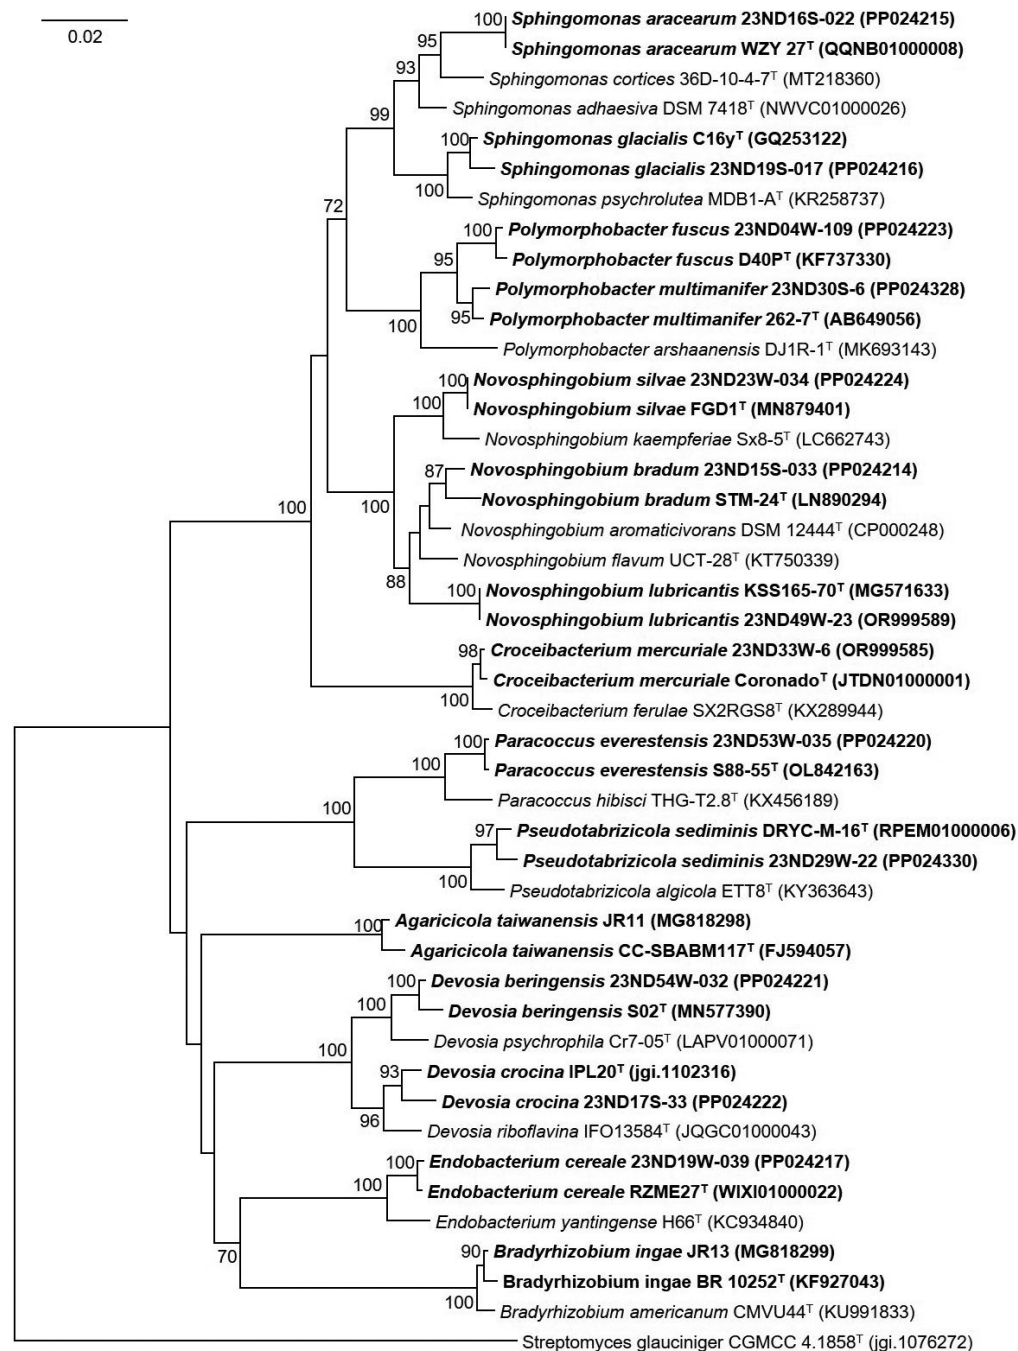 0.02
100 Sphingomonas aracearum 23ND16S-022 (PP024215)
95 Sphingomonas aracearum WZY 27ᵀ (QQNB01000008)
93 Sphingomonas cortices 36D-10-4-7ᵀ (MT218360)
Sphingomonas adhaesiva DSM 7418ᵀ (NWVC01000026)
99
100 Sphingomonas glacialis C16yᵀ (GQ253122)
Sphingomonas glacialis 23ND19S-017 (PP024216)
100 Sphingomonas psychrolutea MDB1-Aᵀ (KR258737)
72
100 Polymorphobacter fuscus 23ND04W-109 (PP024223)
95 Polymorphobacter fuscus D40Pᵀ (KF737330)
Polymorphobacter multimanifer 23ND30S-6 (PP024328)
95 Polymorphobacter multimanifer 262-7ᵀ (AB649056)
100
Polymorphobacter arshaanensis DJ1R-1ᵀ (MK693143)
100 Novosphingobium silvae 23ND23W-034 (PP024224)
100 Novosphingobium silvae FGD1ᵀ (MN879401)
Novosphingobium kaempferiae Sx8-5ᵀ (LC662743)
87 Novosphingobium bradum 23ND15S-033 (PP024214)
100 100 Novosphingobium bradum STM-24ᵀ (LN890294)
Novosphingobium aromaticivorans DSM 12444ᵀ (CP000248)
Novosphingobium flavum UCT-28ᵀ (KT750339)
88
100 Novosphingobium lubricantis KSS165-70ᵀ (MG571633)
Novosphingobium lubricantis 23ND49W-23 (OR999589)
98 Croceibacterium mercuriale 23ND33W-6 (OR999585)
Croceibacterium mercuriale Coronadoᵀ (JTDN01000001)
100 Croceibacterium ferulae SX2RGS8ᵀ (KX289944)
100 Paracoccus everestensis 23ND53W-035 (PP024220)
100 Paracoccus everestensis S88-55ᵀ (OL842163)
Paracoccus hibisci THG-T2.8ᵀ (KX456189)
100
97 Pseudotabrizicola sediminis DRYC-M-16ᵀ (RPEM01000006)
Pseudotabrizicola sediminis 23ND29W-22 (PP024330)
100 Pseudotabrizicola algicola ETT8ᵀ (KY363643)
100 Agaricicola taiwanensis JR11 (MG818298)
Agaricicola taiwanensis CC-SBABM117ᵀ (FJ594057)
100 Devosia beringensis 23ND54W-032 (PP024221)
100 Devosia beringensis S02ᵀ (MN577390)
Devosia psychrophila Cr7-05ᵀ (LAPV01000071)
100
93 Devosia crocina IPL20ᵀ (jgi.1102316)
Devosia crocina 23ND17S-33 (PP024222)
96 Devosia riboflavina IFO13584ᵀ (JQGC01000043)
100 Endobacterium cereale 23ND19W-039 (PP024217)
100 Endobacterium cereale RZME27ᵀ (WIXI01000022)
Endobacterium yantingense H66ᵀ (KC934840)
70
90 Bradyrhizobium ingae JR13 (MG818299)
Bradyrhizobium ingae BR 10252ᵀ (KF927043)
100 Bradyrhizobium americanum CMVU44ᵀ (KU991833)
Streptomyces glauciniger CGMCC 4.1858ᵀ (jgi.1076272)